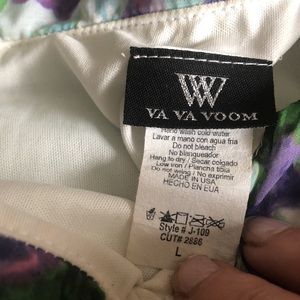 VA VA VOOM
Hand wash cold water
Lavar a mano con agua fria
Do not bleach
No blanqueador
Hang to dry / Secar colgado
Low iron / Plancha tibia
Do not wring / No exprimir
MADE IN USA
HECHO EN EUA
Style # J-109
CUT# 2886
L